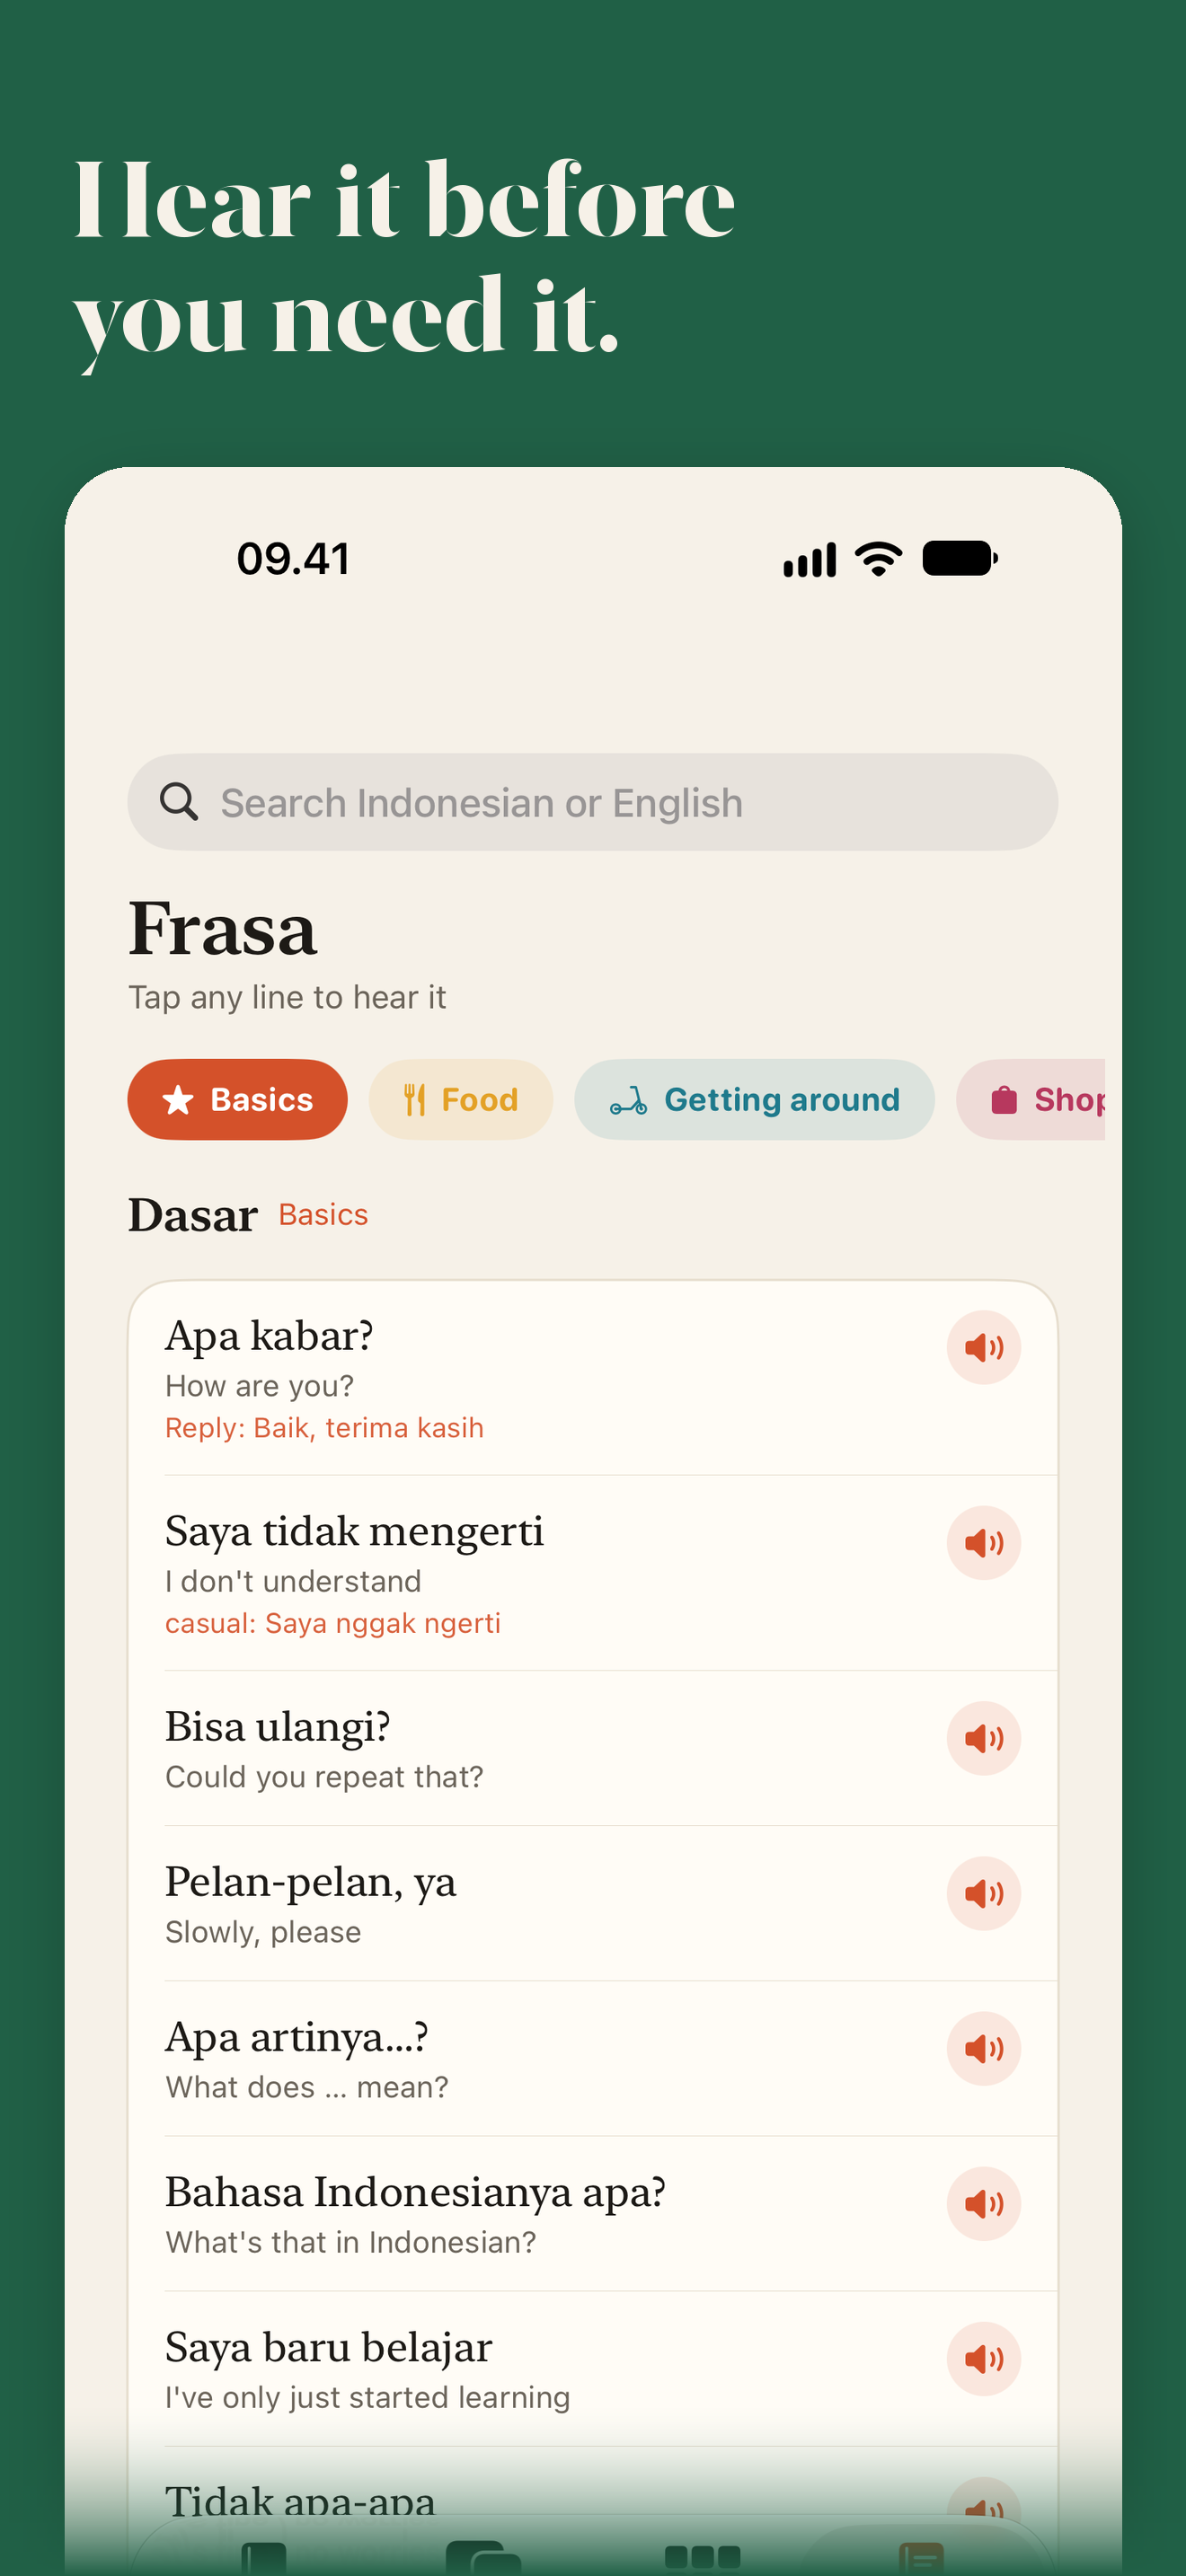 Hear it before
you need it.
09.41
Search Indonesian or English
Frasa
Tap any line to hear it
Basics Food Getting around Shop
Dasar Basics
Apa kabar?
How are you?
Reply: Baik, terima kasih
Saya tidak mengerti
I don't understand
casual: Saya nggak ngerti
Bisa ulangi?
Could you repeat that?
Pelan-pelan, ya
Slowly, please
Apa artinya...?
What does ... mean?
Bahasa Indonesianya apa?
What's that in Indonesian?
Saya baru belajar
I've only just started learning
Tidak apa-apa